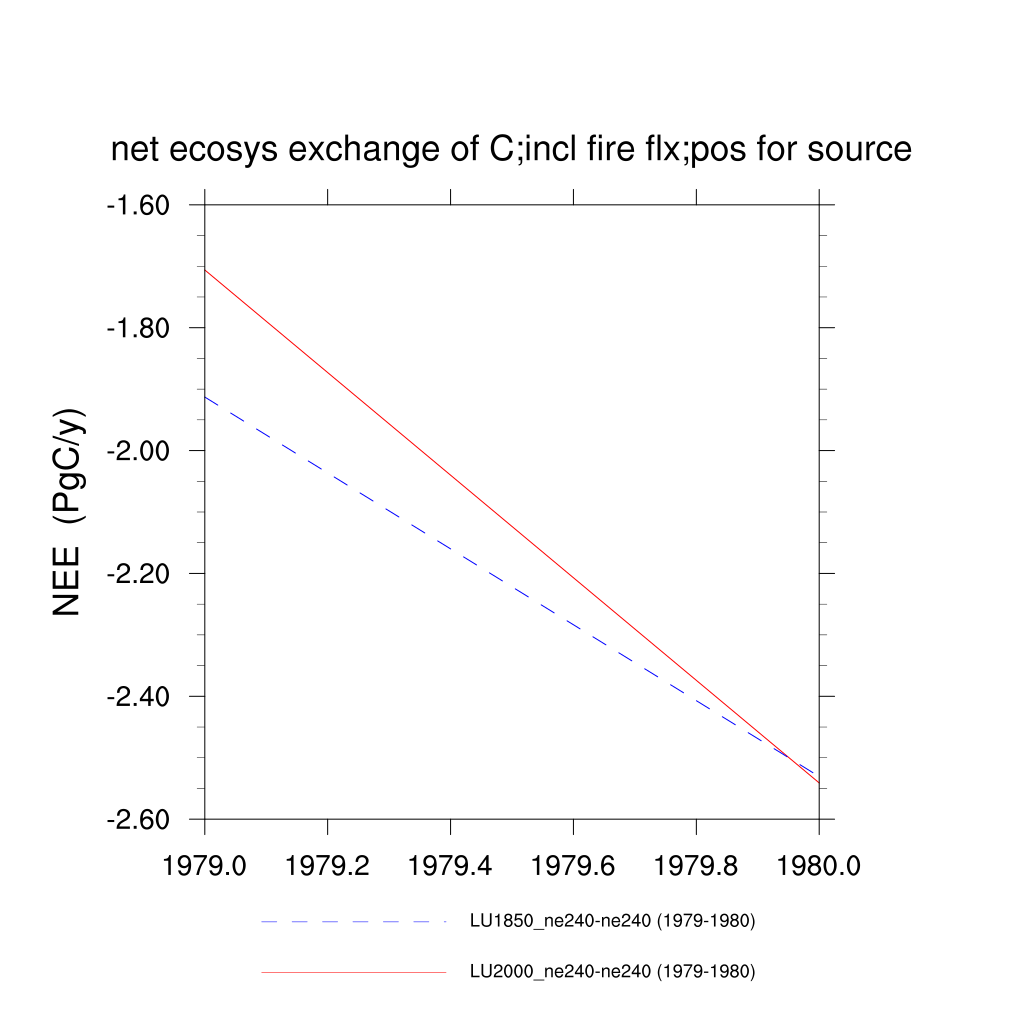 net ecosys exchange of C;incl fire flx;pos for source
NEE (PgC/y)
-1.60
-1.80
-2.00
-2.20
-2.40
-2.60
1979.0 1979.2 1979.4 1979.6 1979.8 1980.0
LU1850_ne240-ne240 (1979-1980)
LU2000_ne240-ne240 (1979-1980)